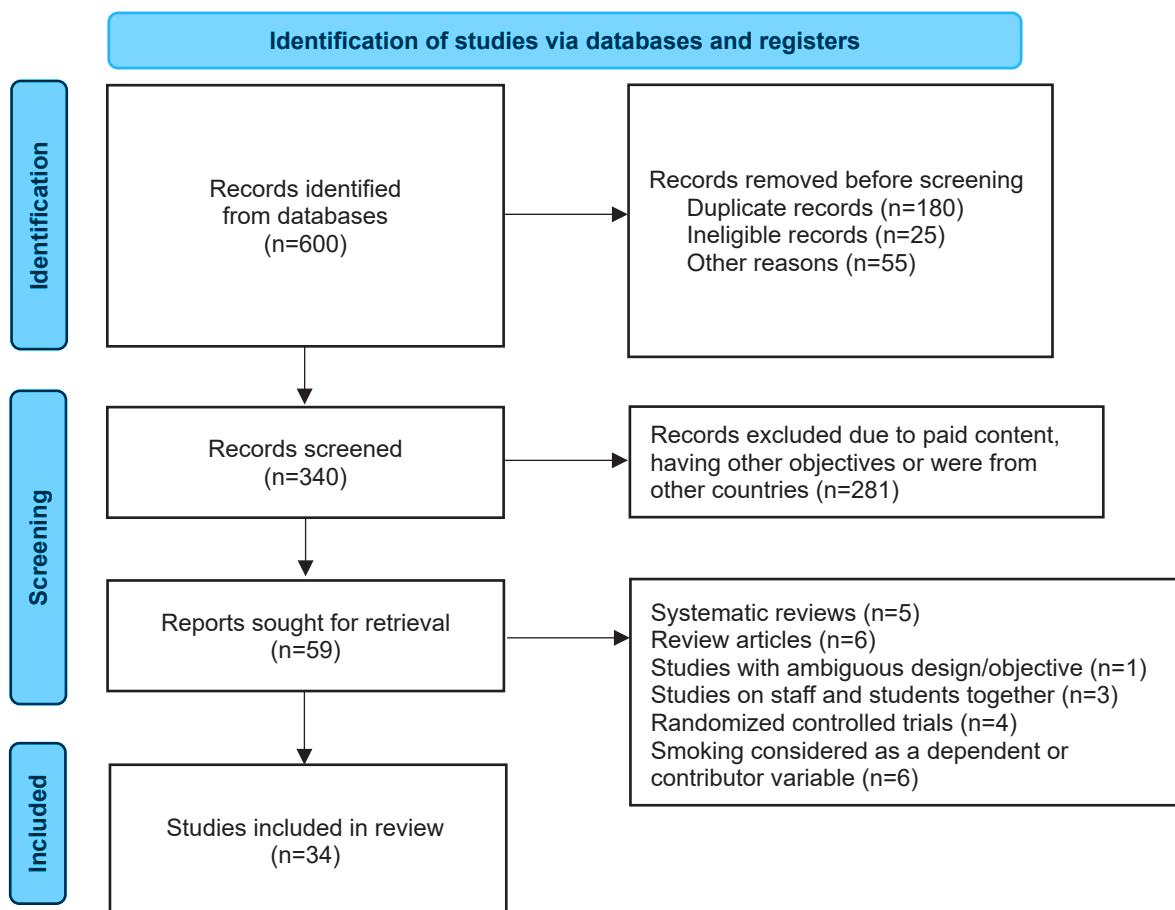 Identification of studies via databases and registers
Identification
Records identified
from databases
(n=600)
Records removed before screening
Duplicate records (n=180)
Ineligible records (n=25)
Other reasons (n=55)
Screening
Records screened
(n=340)
Records excluded due to paid content,
having other objectives or were from
other countries (n=281)
Reports sought for retrieval
(n=59)
Systematic reviews (n=5)
Review articles (n=6)
Studies with ambiguous design/objective (n=1)
Studies on staff and students together (n=3)
Randomized controlled trials (n=4)
Smoking considered as a dependent or
contributor variable (n=6)
Included
Studies included in review
(n=34)